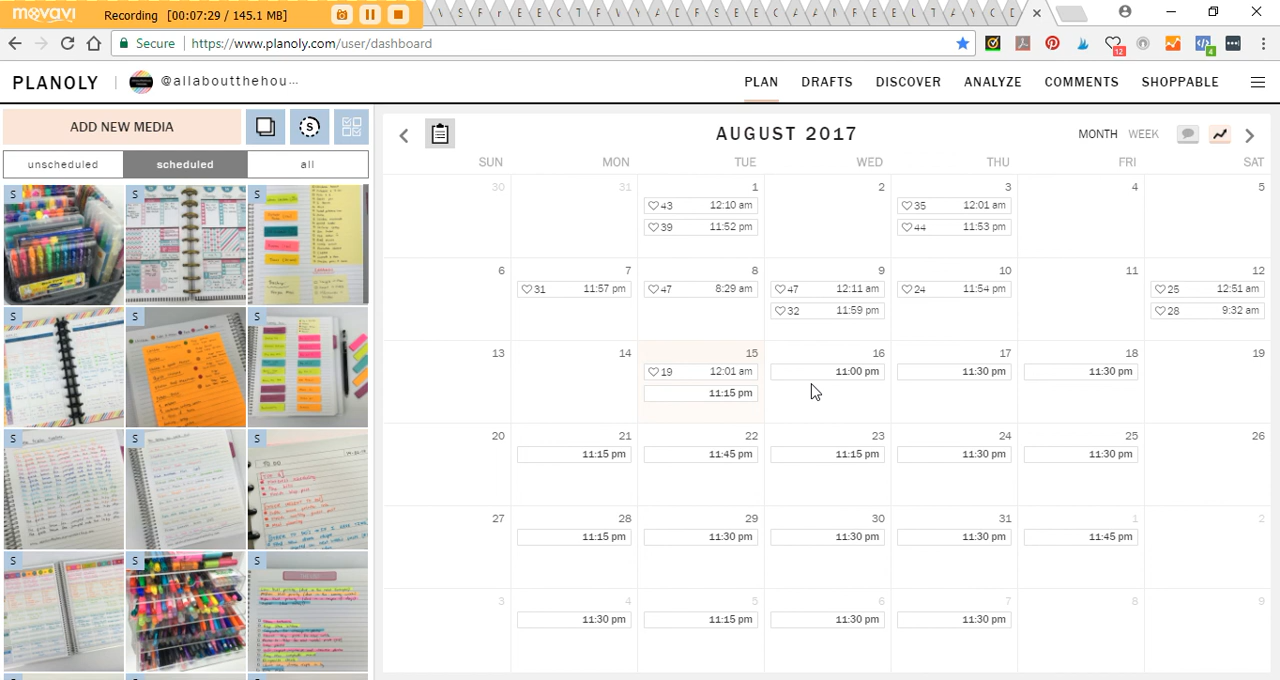 movavi Recording [00:07:29 / 145.1 MB]
Secure https://www.planoly.com/user/dashboard
12
4
PLANOLY @allaboutthehou...
PLAN DRAFTS DISCOVER ANALYZE COMMENTS SHOPPABLE
ADD NEW MEDIA
unscheduled scheduled all
S S S
S S S
S S S
TO DO
S S S
AUGUST 2017
MONTH WEEK
SUN MON TUE WED THU FRI SAT
30 31 1 2 3 4 5
43 12:10 am 35 12:01 am
39 11:52 pm 44 11:53 pm
6 7 8 9 10 11 12
31 11:57 pm 47 8:29 am 47 12:11 am 24 11:54 pm 25 12:51 am
32 11:59 pm 28 9:32 am
13 14 15 16 17 18 19
19 12:01 am 11:00 pm 11:30 pm 11:30 pm
11:15 pm
20 21 22 23 24 25 26
11:15 pm 11:45 pm 11:15 pm 11:30 pm 11:30 pm
27 28 29 30 31 1 2
11:15 pm 11:30 pm 11:30 pm 11:30 pm 11:45 pm
3 4 5 6 7 8 9
11:30 pm 11:15 pm 11:30 pm 11:30 pm